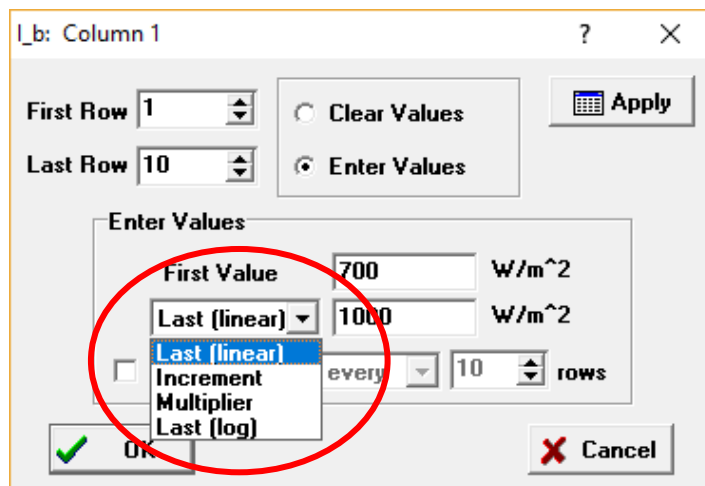 I_b: Column 1
?
First Row 1
Clear Values
Apply
Last Row 10
Enter Values
Enter Values
First Value 700 W/m^2
Last (linear) 1000 W/m^2
Last (linear)
every 10 rows
Increment
Multiplier
Last (log)
OK
Cancel